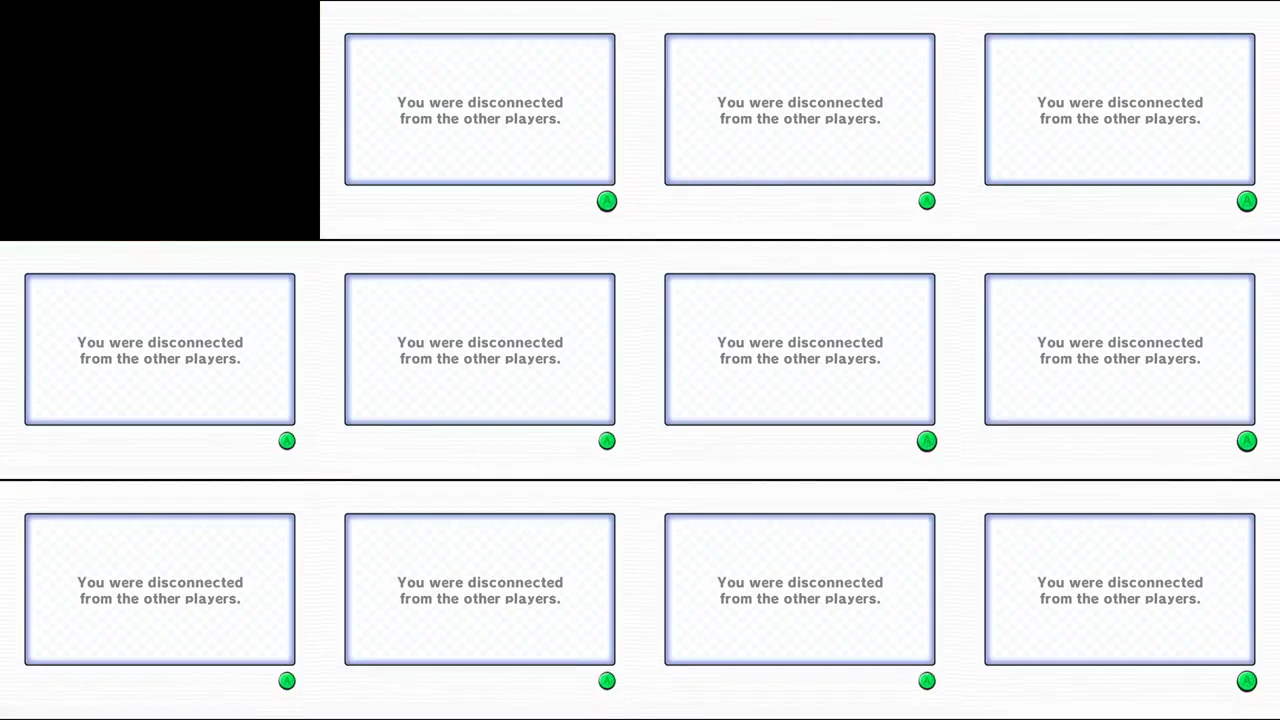 You were disconnected
from the other players.
A
You were disconnected
from the other players.
A
You were disconnected
from the other players.
A
You were disconnected
from the other players.
A
You were disconnected
from the other players.
A
You were disconnected
from the other players.
A
You were disconnected
from the other players.
A
You were disconnected
from the other players.
A
You were disconnected
from the other players.
A
You were disconnected
from the other players.
A
You were disconnected
from the other players.
A